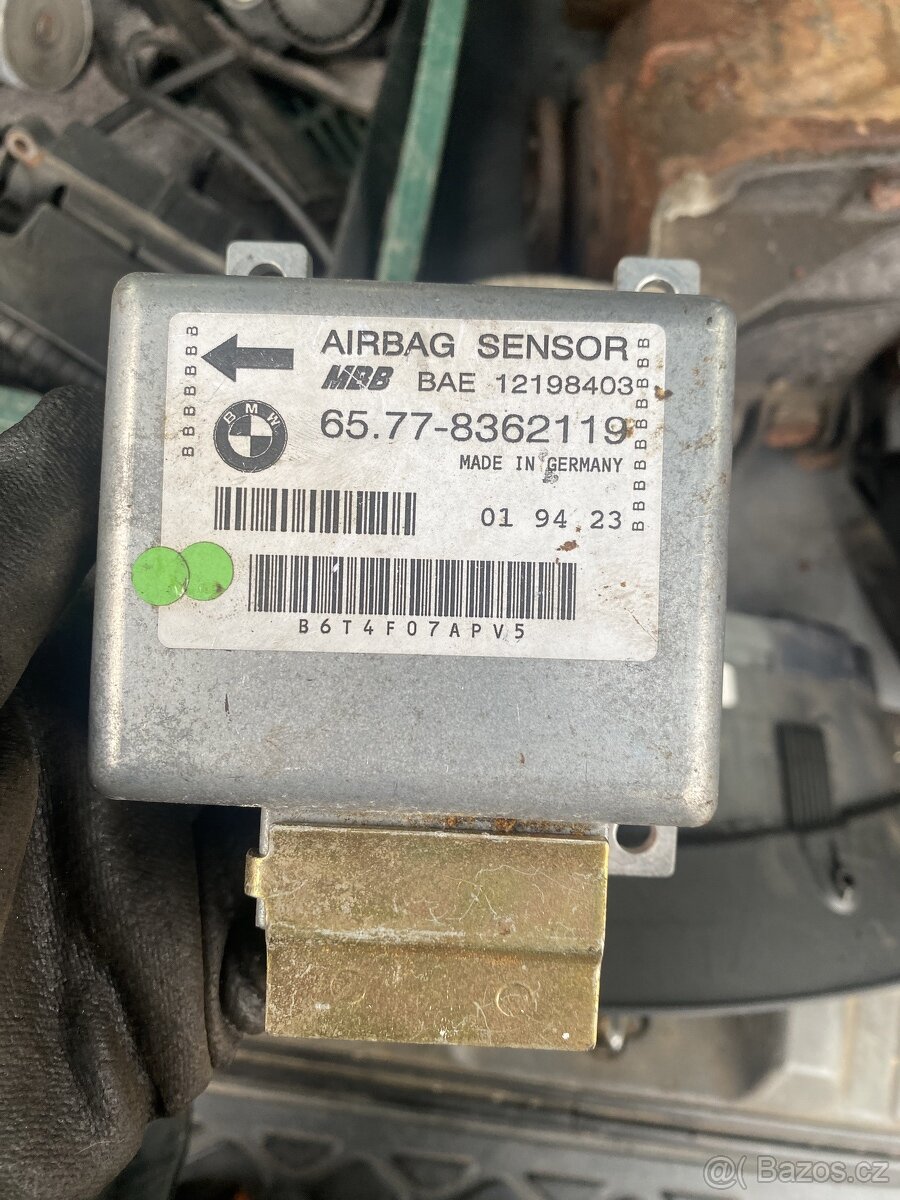 AIRBAG SENSOR
MBB BAE 12198403
BMW
65.77-8362119
MADE IN GERMANY
01 94 23
B6T4F07APV5
B B B B B B
B B B B B B B B B B B B
@( Bazos.cz